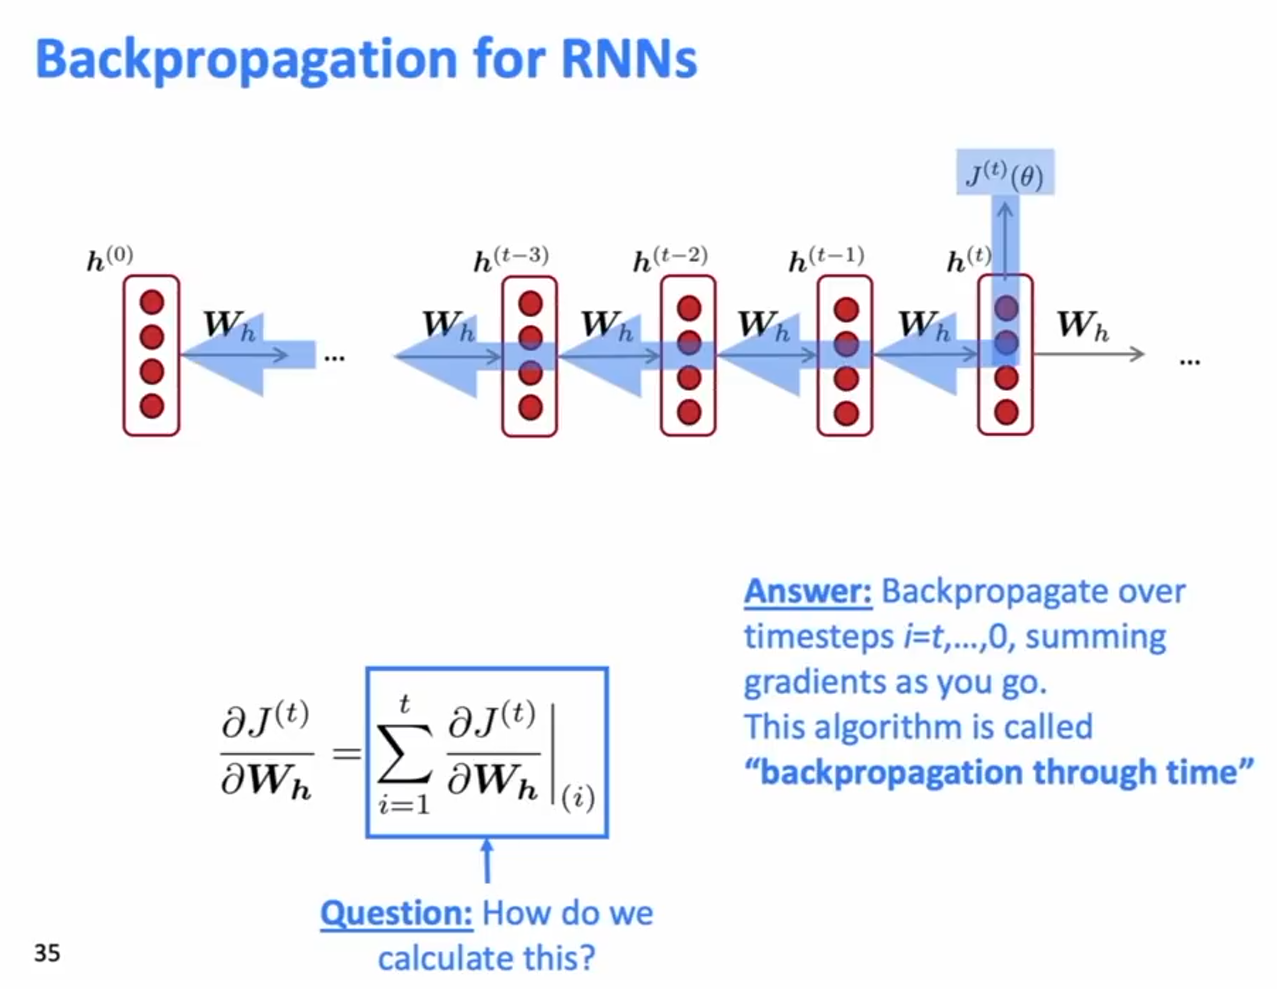 Backpropagation for RNNs
J^{(t)}(θ)
h^{(0)} h^{(t−3)} h^{(t−2)} h^{(t−1)} h^{(t)}
W_h ... W_h W_h W_h W_h W_h ...
∂J^{(t)}/∂W_h = ∑_{i=1}^{t} ∂J^{(t)}/∂W_h |_{(i)}
Question: How do we
calculate this?
Answer: Backpropagate over
timesteps i=t,...,0, summing
gradients as you go.
This algorithm is called
“backpropagation through time”
35